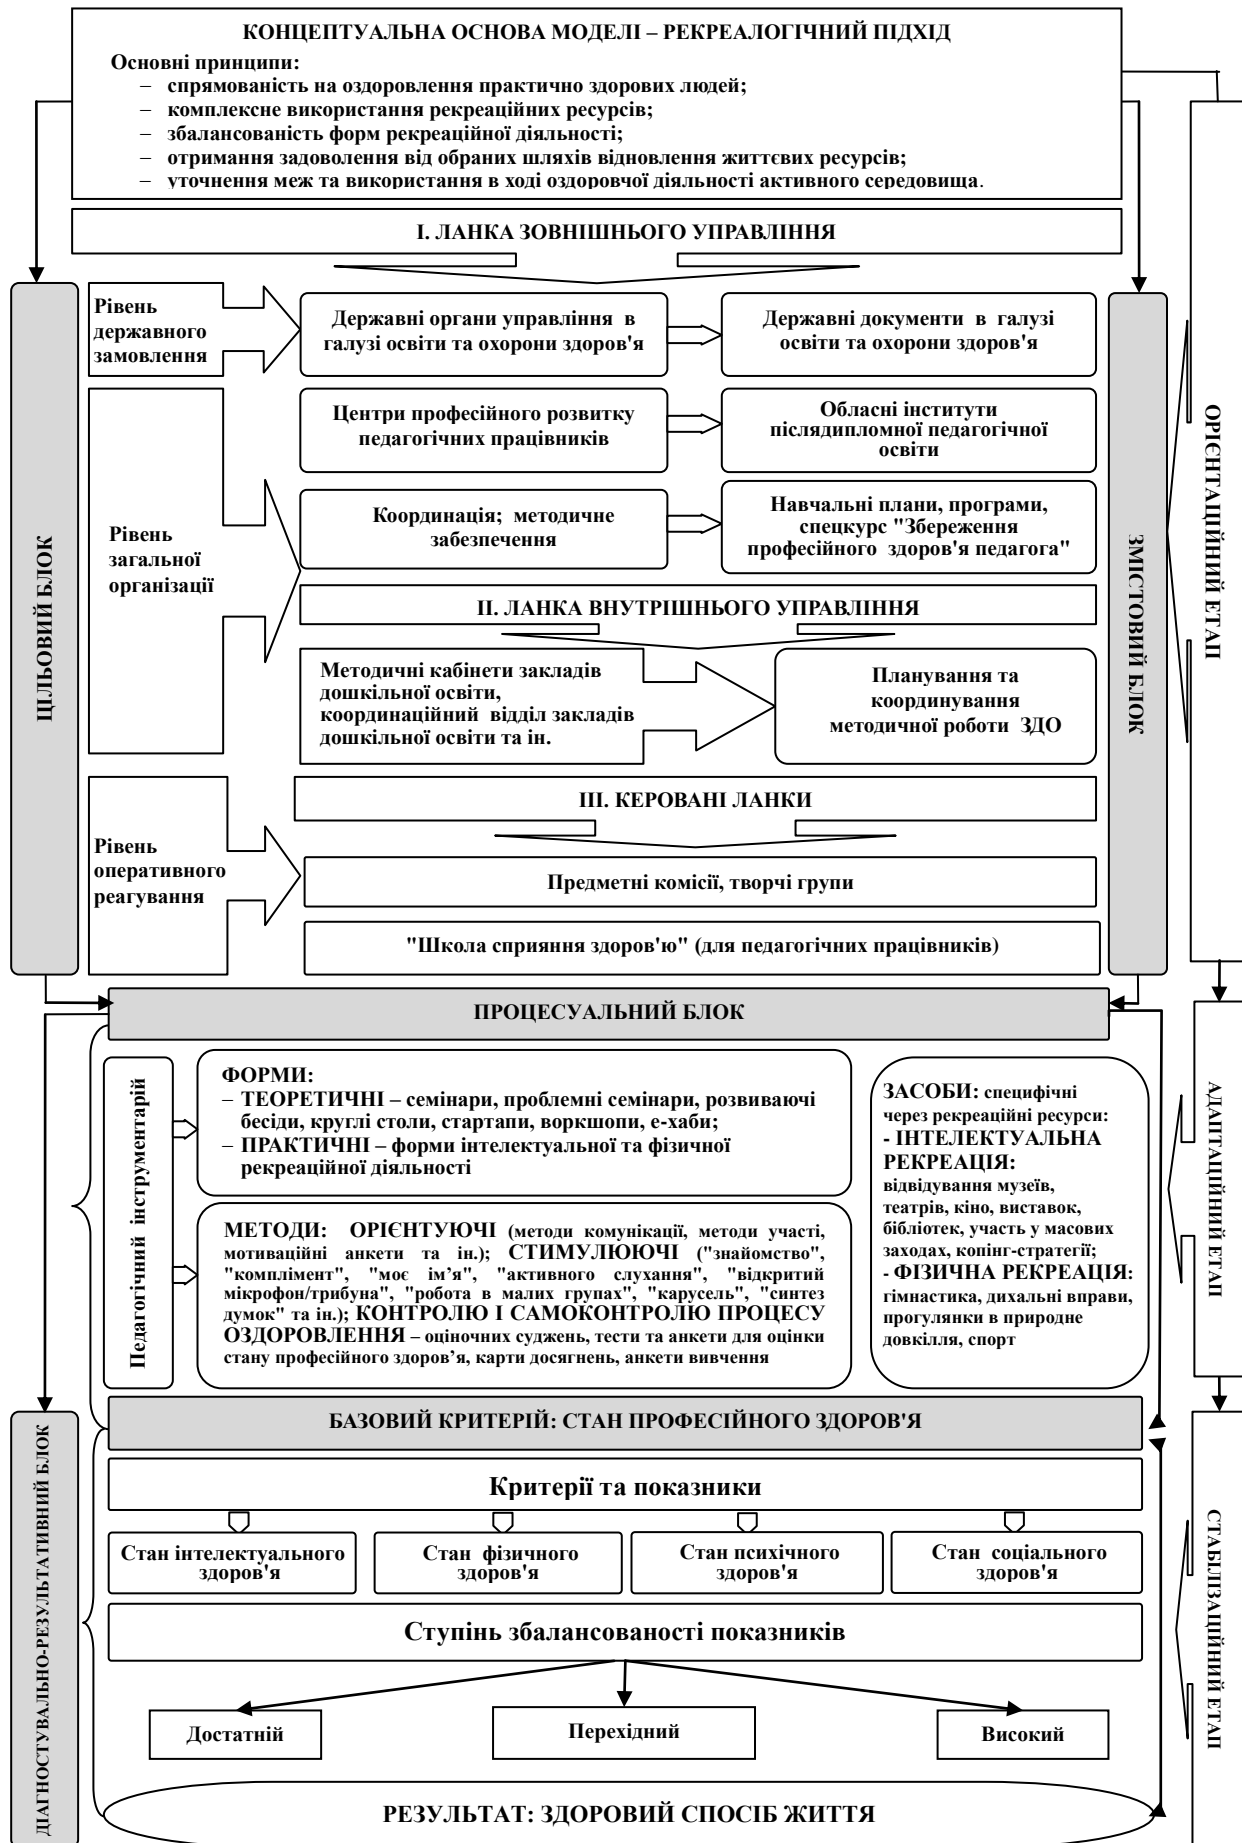 КОНЦЕПТУАЛЬНА ОСНОВА МОДЕЛІ – РЕКРЕАЛОГІЧНИЙ ПІДХІД
Основні принципи:
– спрямованість на оздоровлення практично здорових людей;
– комплексне використання рекреаційних ресурсів;
– збалансованість форм рекреаційної діяльності;
– отримання задоволення від обраних шляхів відновлення життєвих ресурсів;
– уточнення меж та використання в ході оздоровчої діяльності активного середовища.
І. ЛАНКА ЗОВНІШНЬОГО УПРАВЛІННЯ
ЦІЛЬОВИЙ БЛОК
Рівень
державного
замовлення
Державні органи управління в
галузі освіти та охорони здоров'я
Державні документи в галузі
освіти та охорони здоров'я
Рівень
загальної
організації
Центри професійного розвитку
педагогічних працівників
Обласні інститути
післядипломної педагогічної
освіти
Координація; методичне
забезпечення
Навчальні плани, програми,
спецкурс "Збереження
професійного здоров'я педагога"
ІІ. ЛАНКА ВНУТРІШНЬОГО УПРАВЛІННЯ
Методичні кабінети закладів
дошкільної освіти,
координаційний відділ закладів
дошкільної освіти та ін.
Планування та
координування
методичної роботи ЗДО
ІІІ. КЕРОВАНІ ЛАНКИ
Рівень
оперативного
реагування
Предметні комісії, творчі групи
"Школа сприяння здоров'ю" (для педагогічних працівників)
ЗМІСТОВИЙ БЛОК
ОРІЄНТАЦІЙНИЙ ЕТАП
ПРОЦЕСУАЛЬНИЙ БЛОК
Педагогічний інструментарій
ФОРМИ:
– ТЕОРЕТИЧНІ – семінари, проблемні семінари, розвиваючі
бесіди, круглі столи, стартапи, воркшопи, е-хаби;
– ПРАКТИЧНІ – форми інтелектуальної та фізичної
рекреаційної діяльності
МЕТОДИ: ОРІЄНТУЮЧІ (методи комунікації, методи участі,
мотиваційні анкети та ін.); СТИМУЛЮЮЧІ ("знайомство",
"комплімент", "моє ім'я", "активного слухання", "відкритий
мікрофон/трибуна", "робота в малих групах", "карусель", "синтез
думок" та ін.); КОНТРОЛЮ І САМОКОНТРОЛЮ ПРОЦЕСУ
ОЗДОРОВЛЕННЯ – оціночних суджень, тести та анкети для оцінки
стану професійного здоров'я, карти досягнень, анкети вивчення
ЗАСОБИ: специфічні
через рекреаційні ресурси:
- ІНТЕЛЕКТУАЛЬНА
РЕКРЕАЦІЯ:
відвідування музеїв,
театрів, кіно, виставок,
бібліотек, участь у масових
заходах, копінг-стратегії;
- ФІЗИЧНА РЕКРЕАЦІЯ:
гімнастика, дихальні вправи,
прогулянки в природне
довкілля, спорт
АДАПТАЦІЙНИЙ ЕТАП
ДІАГНОСТУВАЛЬНО-РЕЗУЛЬТАТИВНИЙ БЛОК
БАЗОВИЙ КРИТЕРІЙ: СТАН ПРОФЕСІЙНОГО ЗДОРОВ'Я
Критерії та показники
Стан інтелектуального
здоров'я
Стан фізичного
здоров'я
Стан психічного
здоров'я
Стан соціального
здоров'я
Ступінь збалансованості показників
Достатній
Перехідний
Високий
РЕЗУЛЬТАТ: ЗДОРОВИЙ СПОСІБ ЖИТТЯ
СТАБІЛІЗАЦІЙНИЙ ЕТАП